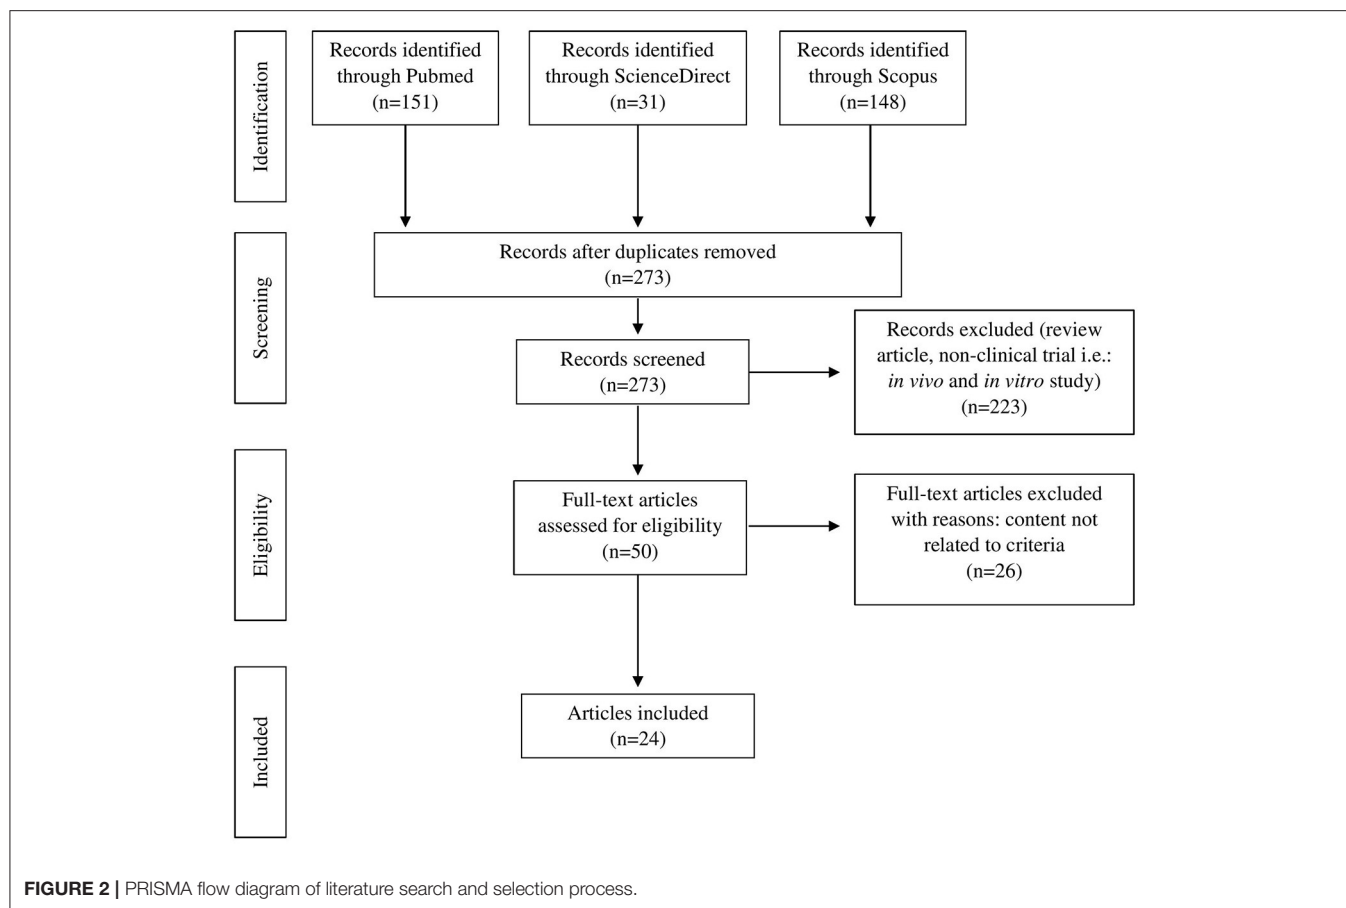 Identification
Records identified
through Pubmed
(n=151)
Records identified
through ScienceDirect
(n=31)
Records identified
through Scopus
(n=148)
Screening
Records after duplicates removed
(n=273)
Records screened
(n=273)
Records excluded (review
article, non-clinical trial i.e.:
in vivo and in vitro study)
(n=223)
Eligibility
Full-text articles
assessed for eligibility
(n=50)
Full-text articles excluded
with reasons: content not
related to criteria
(n=26)
Included
Articles included
(n=24)
FIGURE 2 | PRISMA flow diagram of literature search and selection process.